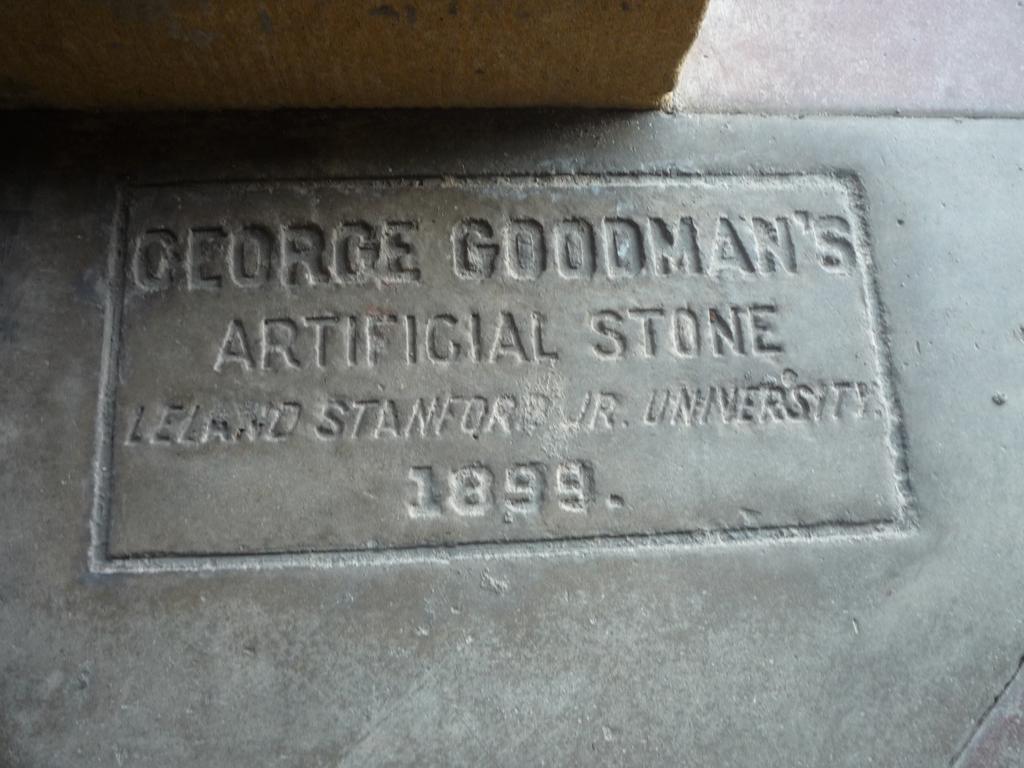 GEORGE GOODMAN'S
ARTIFICIAL STONE
LELAND STANFORD JR. UNIVERSITY.
1899.